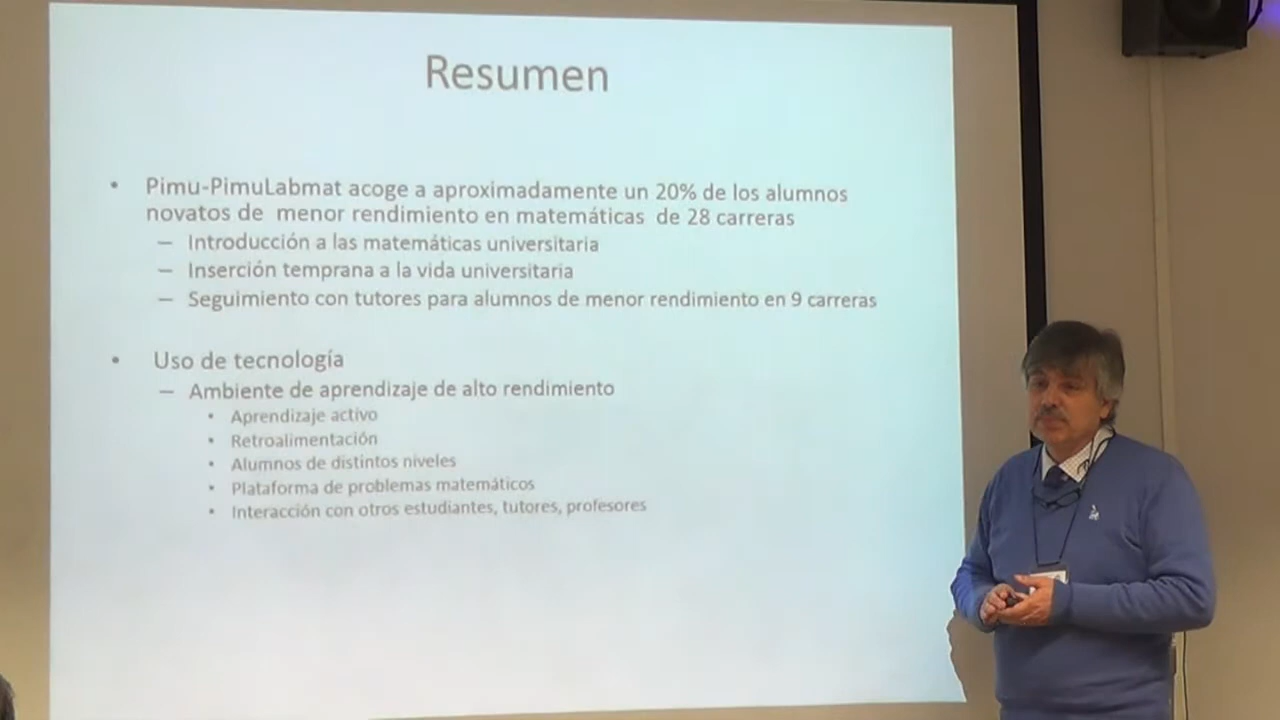 Resumen
• Pimu-PimuLabmat acoge a aproximadamente un 20% de los alumnos
novatos de menor rendimiento en matemáticas de 28 carreras
– Introducción a las matemáticas universitaria
– Inserción temprana a la vida universitaria
– Seguimiento con tutores para alumnos de menor rendimiento en 9 carreras
• Uso de tecnología
– Ambiente de aprendizaje de alto rendimiento
• Aprendizaje activo
• Retroalimentación
• Alumnos de distintos niveles
• Plataforma de problemas matemáticos
• Interacción con otros estudiantes, tutores, profesores